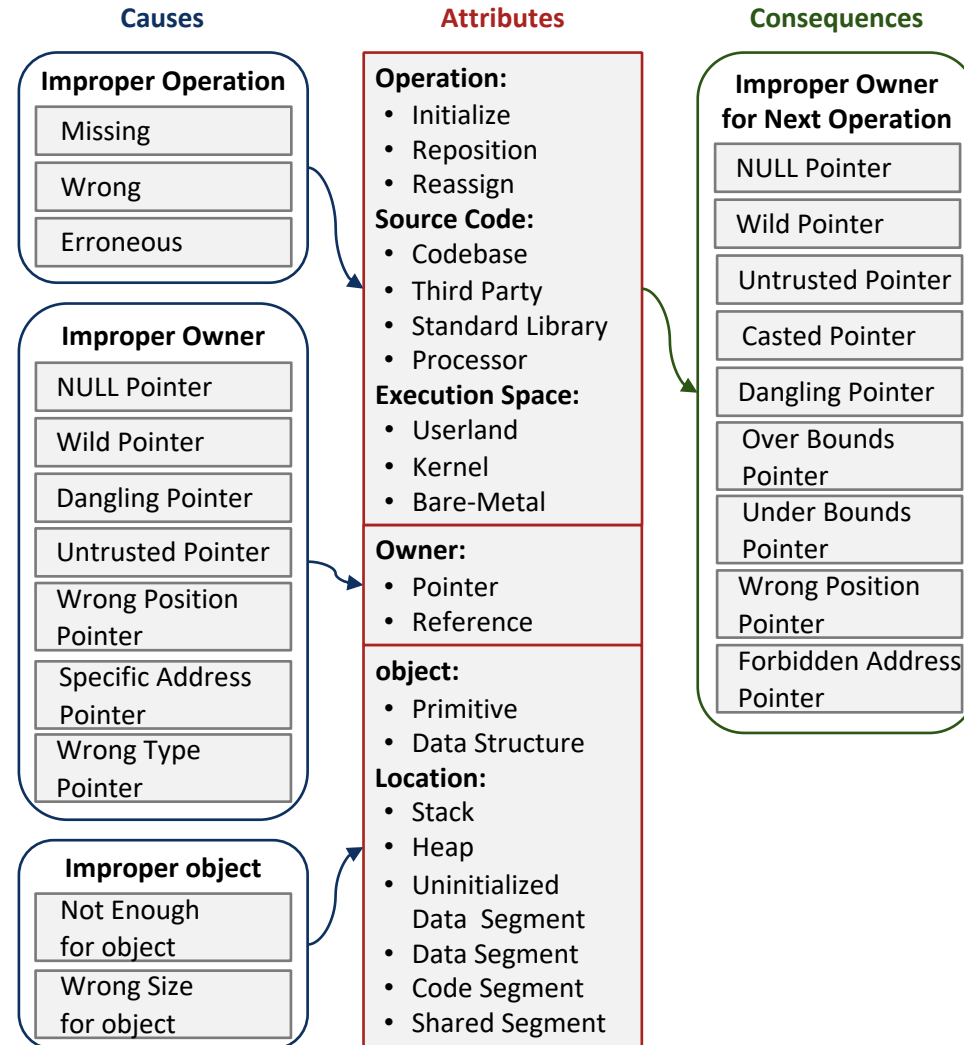 Causes
Improper Operation
Missing
Wrong
Erroneous
Improper Owner
NULL Pointer
Wild Pointer
Dangling Pointer
Untrusted Pointer
Wrong Position
Pointer
Specific Address
Pointer
Wrong Type
Pointer
Improper object
Not Enough
for object
Wrong Size
for object
Attributes
Operation:
• Initialize
• Reposition
• Reassign
Source Code:
• Codebase
• Third Party
• Standard Library
• Processor
Execution Space:
• Userland
• Kernel
• Bare-Metal
Owner:
• Pointer
• Reference
object:
• Primitive
• Data Structure
Location:
• Stack
• Heap
• Uninitialized
Data Segment
• Data Segment
• Code Segment
• Shared Segment
Consequences
Improper Owner
for Next Operation
NULL Pointer
Wild Pointer
Untrusted Pointer
Casted Pointer
Dangling Pointer
Over Bounds
Pointer
Under Bounds
Pointer
Wrong Position
Pointer
Forbidden Address
Pointer